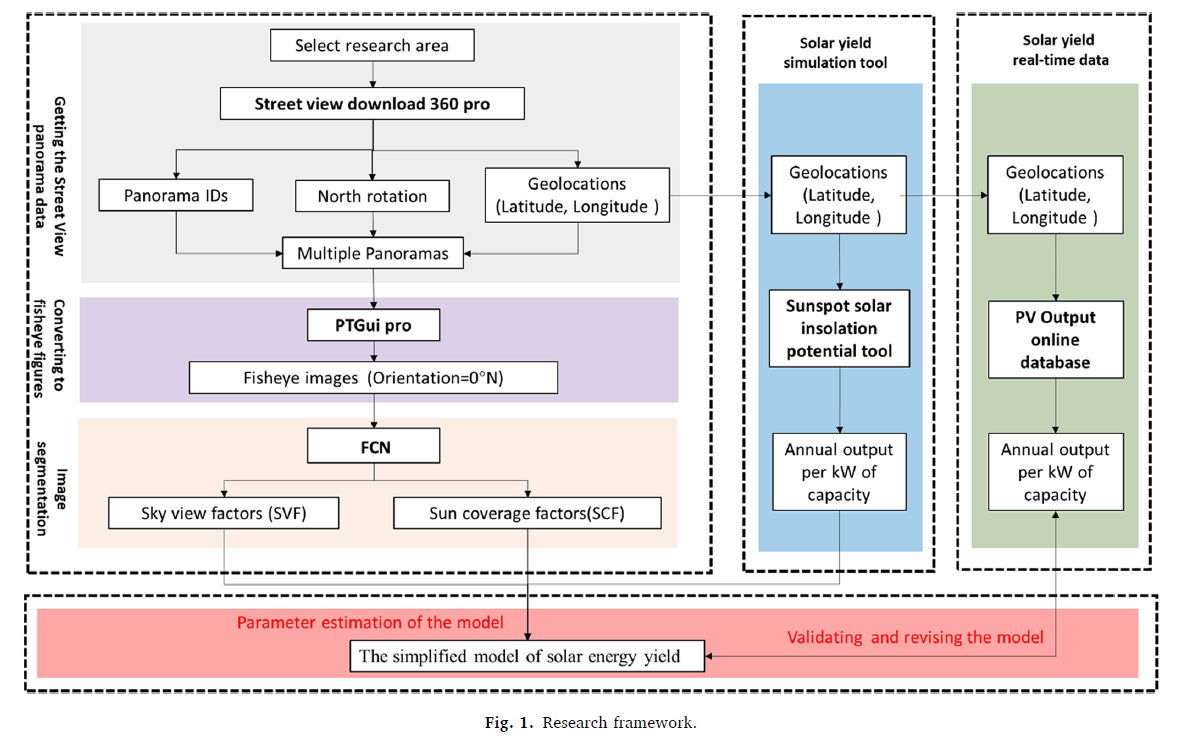 Getting the Street View
panorama data
Select research area
Street view download 360 pro
Panorama IDs
North rotation
Geolocations
(Latitude, Longitude )
Multiple Panoramas
Converting to
fisheye figures
PTGui pro
Fisheye images (Orientation=0°N)
Image
segmentation
FCN
Sky view factors (SVF)
Sun coverage factors(SCF)
Solar yield
simulation tool
Geolocations
(Latitude,
Longitude )
Sunspot solar
insolation
potential tool
Annual output
per kW of
capacity
Solar yield
real-time data
Geolocations
(Latitude,
Longitude )
PV Output
online
database
Annual output
per kW of
capacity
Parameter estimation of the model
Validating and revising the model
The simplified model of solar energy yield
Fig. 1. Research framework.